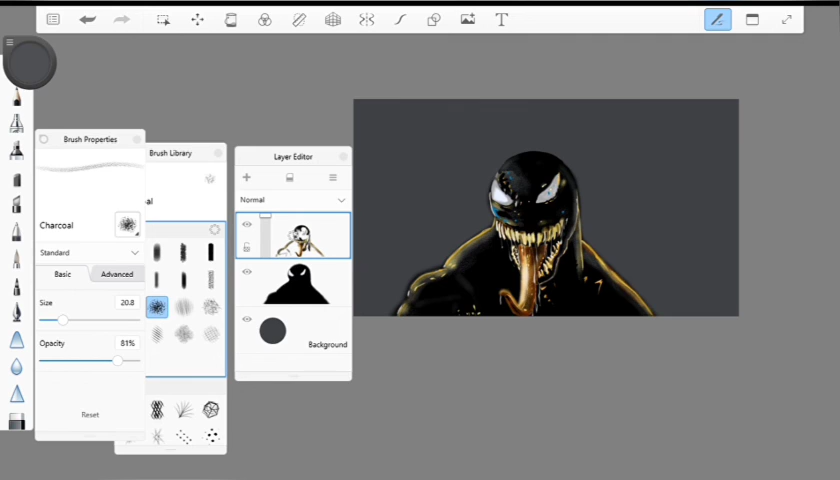 T
Brush Properties
Brush Library
Layer Editor
al
Normal
Charcoal
Standard
Basic
Advanced
Size
20.8
Opacity
81%
Background
Reset